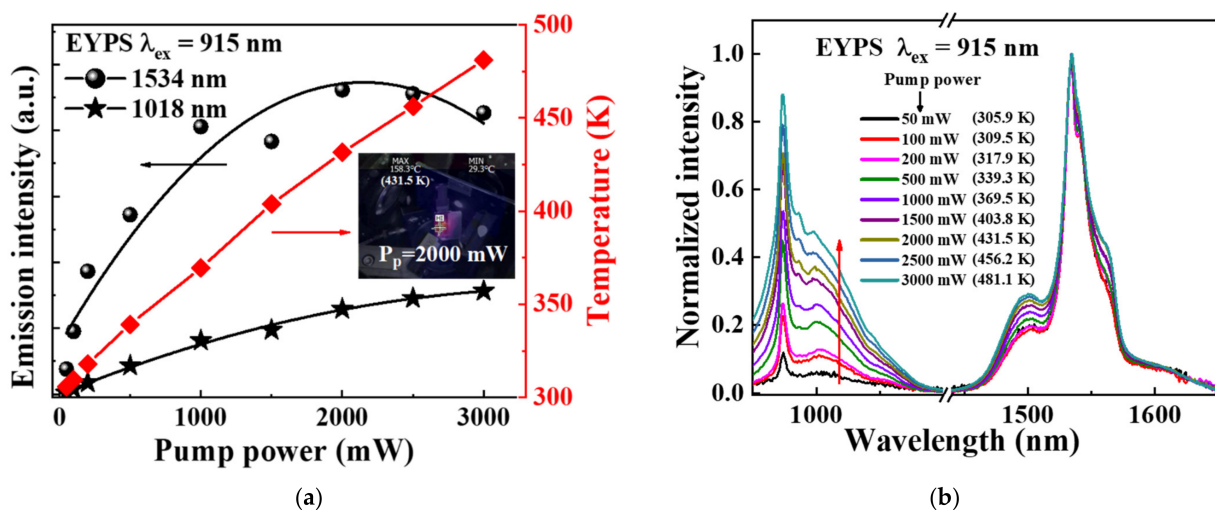 EYPS λex = 915 nm
1534 nm
1018 nm
Emission intensity (a.u.)
500
450
400
350
300
Temperature (K)
MAX
158.3°C
(431.5 K)
MIN
29.3°C
Pp=2000 mW
0
1000
2000
3000
Pump power (mW)
(a)
EYPS λex = 915 nm
Pump power
50 mW (305.9 K)
100 mW (309.5 K)
200 mW (317.9 K)
500 mW (339.3 K)
1000 mW (369.5 K)
1500 mW (403.8 K)
2000 mW (431.5 K)
2500 mW (456.2 K)
3000 mW (481.1 K)
Normalized intensity
1.0
0.8
0.6
0.4
0.2
0.0
1000
1500
1600
Wavelength (nm)
(b)